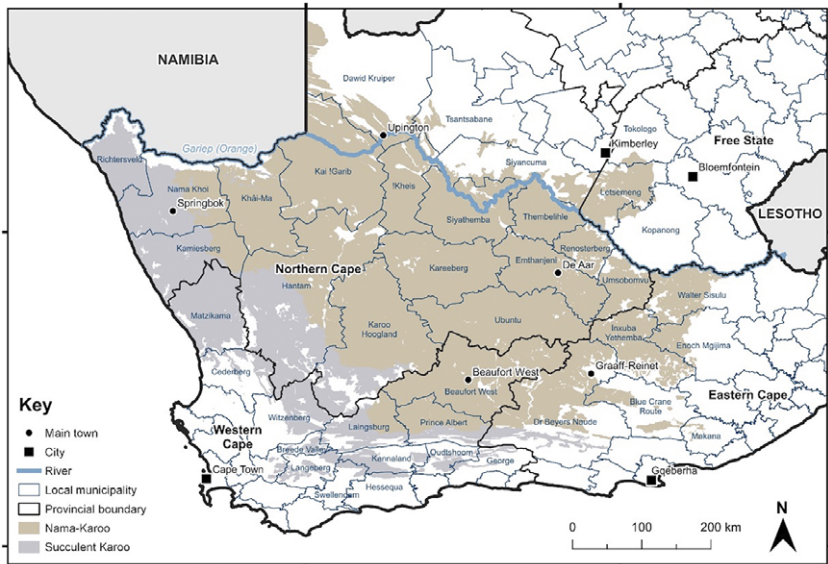 NAMIBIA
Dawid Kruiper
Tsantsabane
Upington
Gariep (Orange)
Tokologo
Kimberley
Free State
Richtersveld
Siyancuma
Bloemfontein
Kai !Garib
!Kheis
Nama Khoi
Khâi-Ma
Letsemeng
Springbok
LESOTHO
Siyathemba
Thembelihle
Kopanong
Kamiesberg
Renosterberg
Northern Cape
Kareeberg
Emthanjeni
De Aar
Hantam
Umsobomvu
Walter Sisulu
Matzikama
Karoo
Hoogland
Ubuntu
Inxuba
Yethemba
Enoch Mgijima
Cederberg
Beaufort West
Graaff-Reinet
Beaufort West
Eastern Cape
Blue Crane
Route
Key
Witzenberg
Laingsburg
Prince Albert
Dr Beyers Naude
Main town
Western
Cape
Makana
City
Breede Valley
Oudtshoorn
River
Kannaland
George
Cape Town
Langeberg
Gqeberha
Local municipality
Hessequa
Swellendam
Provincial boundary
N
Nama-Karoo
0 100 200 km
Succulent Karoo